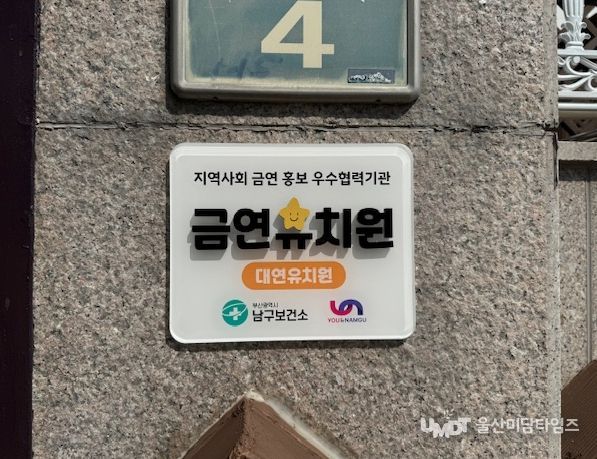 4
지역사회 금연 홍보 우수협력기관
금연유치원
대연유치원
부산광역시
남구보건소
YOU&NAMGU
UMDT 울산미담타임즈